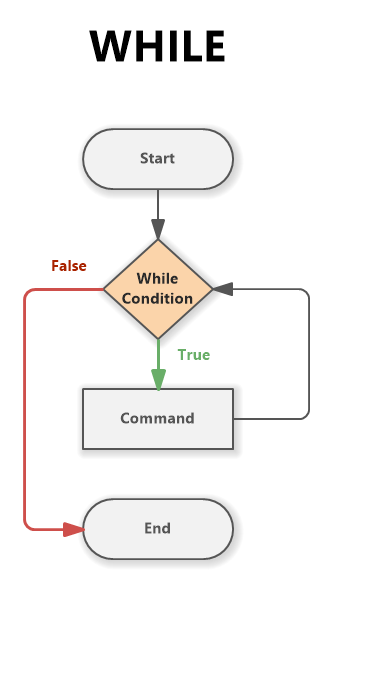 WHILE
Start
False
While
Condition
True
Command
End